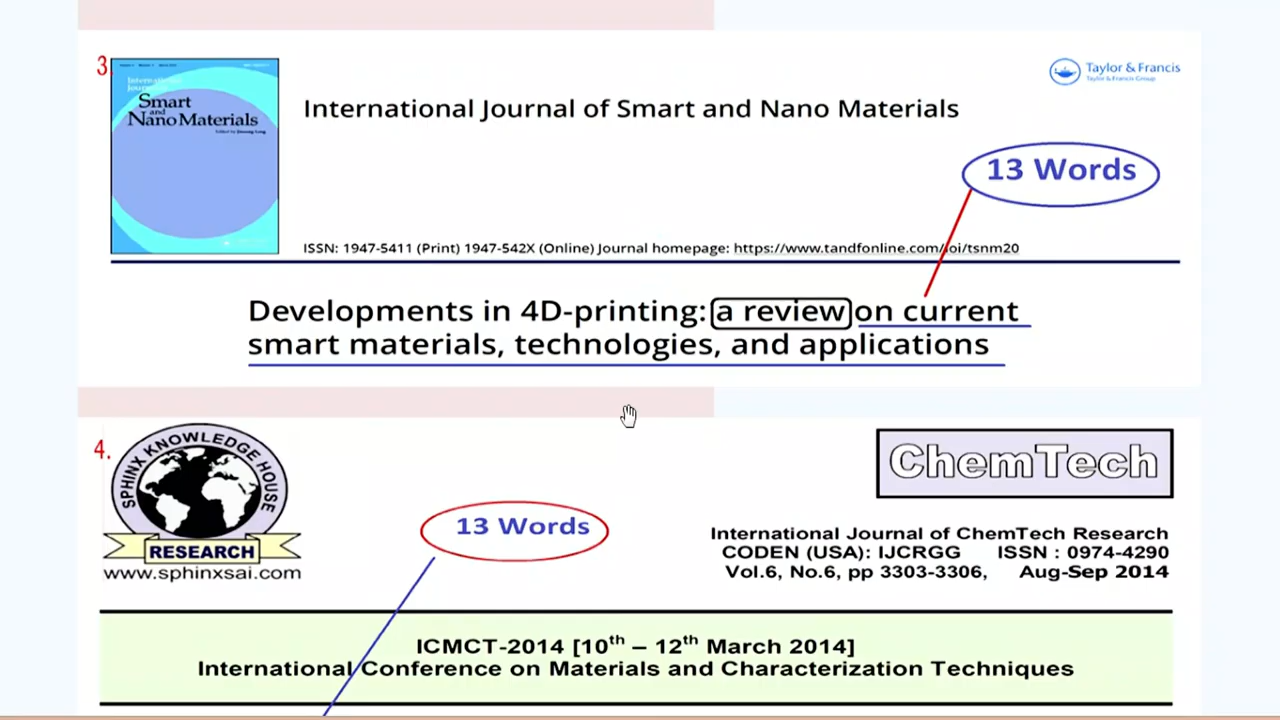 3.
International
Journal of
Smart
and
Nano Materials
International Journal of Smart and Nano Materials
Taylor & Francis
Taylor & Francis Group
13 Words
ISSN: 1947-5411 (Print) 1947-542X (Online) Journal homepage: https://www.tandfonline.com/loi/tsnm20
Developments in 4D-printing: a review on current
smart materials, technologies, and applications
4.
SPHINX KNOWLEDGE HOUSE
RESEARCH
www.sphinxsai.com
13 Words
ChemTech
International Journal of ChemTech Research
CODEN (USA): IJCRGG ISSN : 0974-4290
Vol.6, No.6, pp 3303-3306, Aug-Sep 2014
ICMCT-2014 [10th – 12th March 2014]
International Conference on Materials and Characterization Techniques